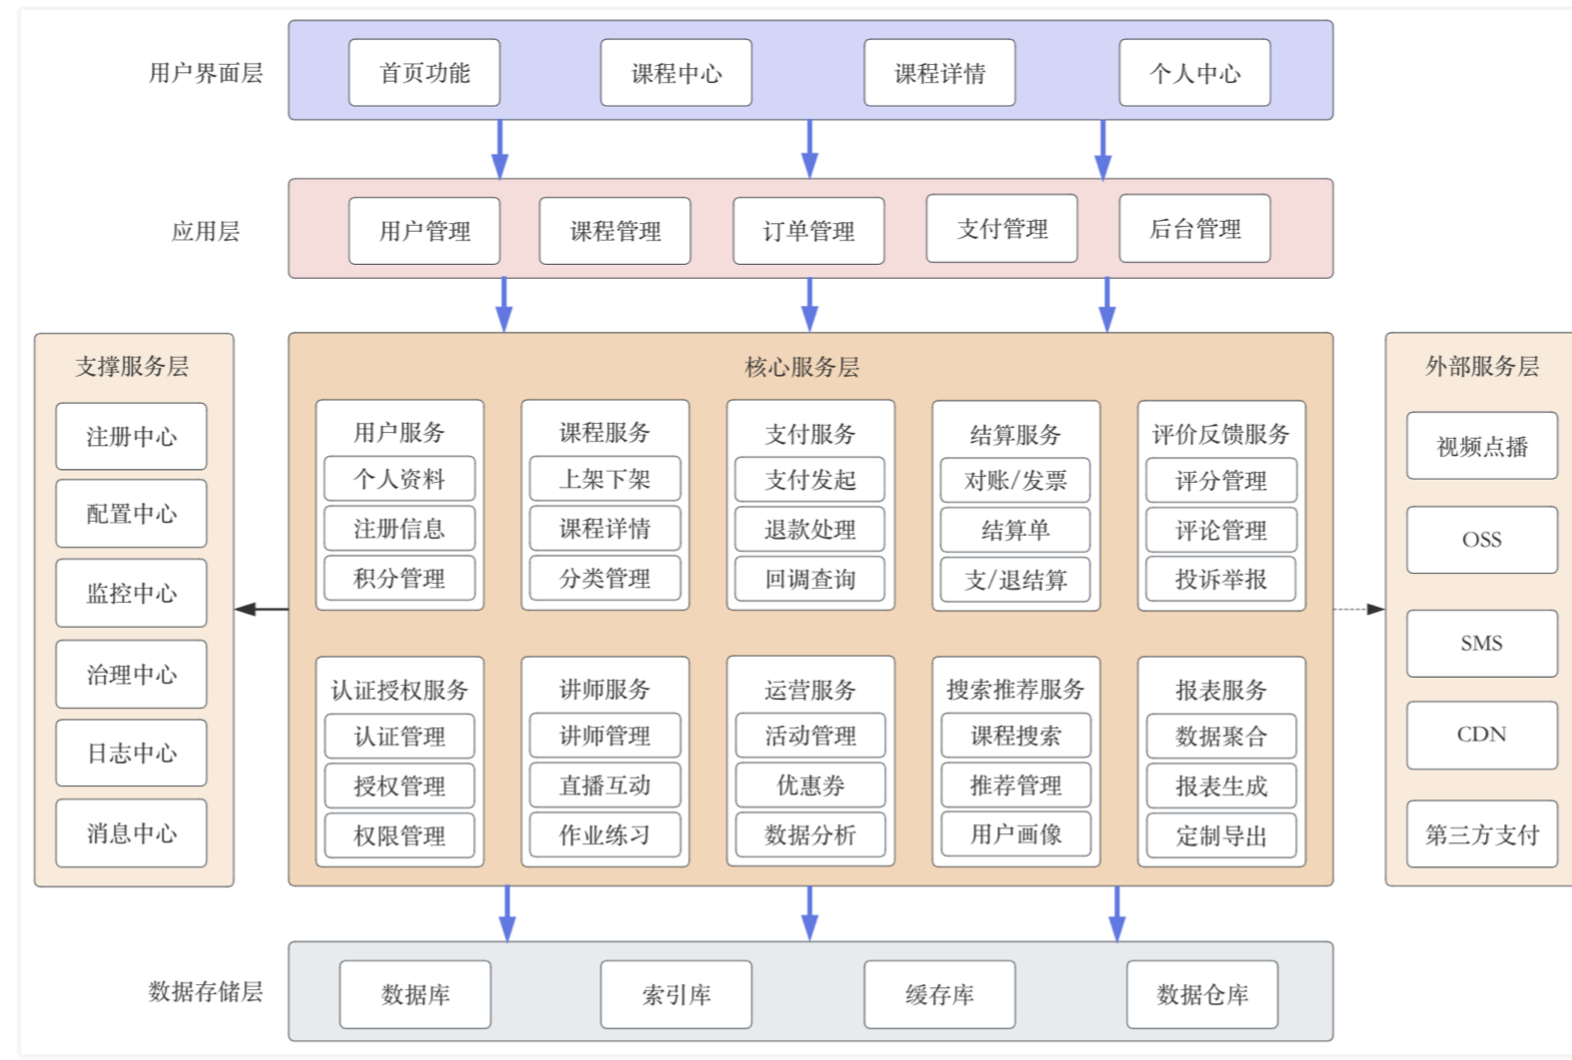 用户界面层
首页功能
课程中心
课程详情
个人中心
应用层
用户管理
课程管理
订单管理
支付管理
后台管理
支撑服务层
注册中心
配置中心
监控中心
治理中心
日志中心
消息中心
核心服务层
用户服务
个人资料
注册信息
积分管理
课程服务
上架下架
课程详情
分类管理
支付服务
支付发起
退款处理
回调查询
结算服务
对账/发票
结算单
支/退结算
评价反馈服务
评分管理
评论管理
投诉举报
认证授权服务
认证管理
授权管理
权限管理
讲师服务
讲师管理
直播互动
作业练习
运营服务
活动管理
优惠券
数据分析
搜索推荐服务
课程搜索
推荐管理
用户画像
报表服务
数据聚合
报表生成
定制导出
外部服务层
视频点播
OSS
SMS
CDN
第三方支付
数据存储层
数据库
索引库
缓存库
数据仓库